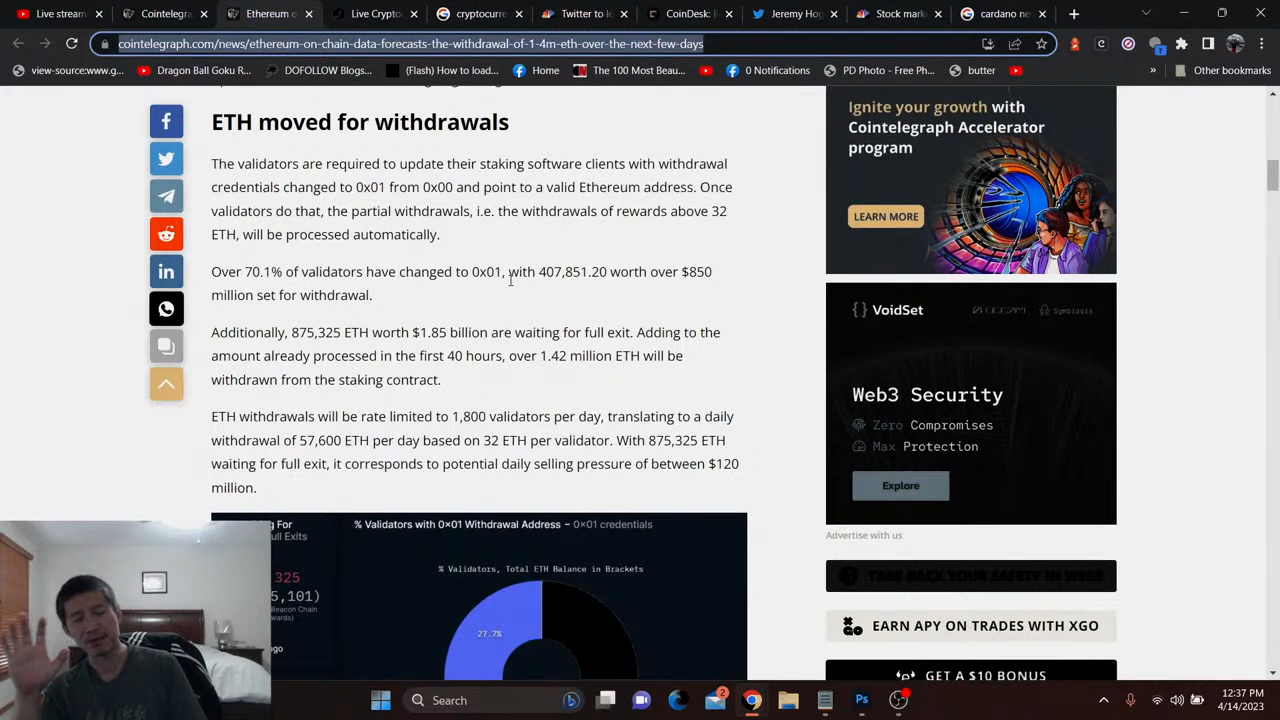 Live stream
Cointelegra
Ethereum on
Live Crypto
cryptocurre
Twitter to le
CoinDesk: B
Jeremy Hog
Stock mark
cardano ne
cointelegraph.com/news/ethereum-on-chain-data-forecasts-the-withdrawal-of-1-4m-eth-over-the-next-few-days
view-source:www.g...
Dragon Ball Goku R...
DOFOLLOW Blogs...
(Flash) How to load...
Home
The 100 Most Beau...
0 Notifications
PD Photo - Free Ph...
butter
»
Other bookmarks
ETH moved for withdrawals
The validators are required to update their staking software clients with withdrawal
credentials changed to 0x01 from 0x00 and point to a valid Ethereum address. Once
validators do that, the partial withdrawals, i.e. the withdrawals of rewards above 32
ETH, will be processed automatically.
Over 70.1% of validators have changed to 0x01, with 407,851.20 worth over $850
million set for withdrawal.
Additionally, 875,325 ETH worth $1.85 billion are waiting for full exit. Adding to the
amount already processed in the first 40 hours, over 1.42 million ETH will be
withdrawn from the staking contract.
ETH withdrawals will be rate limited to 1,800 validators per day, translating to a daily
withdrawal of 57,600 ETH per day based on 32 ETH per validator. With 875,325 ETH
waiting for full exit, it corresponds to potential daily selling pressure of between $120
million.
ng For
ull Exits
325
5,101)
Beacon Chain
wards)
ago
% Validators with 0x01 Withdrawal Address - 0x01 credentials
% Validators, Total ETH Balance in Brackets
27.7%
Ignite your growth with
Cointelegraph Accelerator
program
LEARN MORE
{ } VoidSet
Symbiosis
Web3 Security
Zero Compromises
Max Protection
Explore
Advertise with us
TAKE BACK YOUR SAFETY IN WEB3
EARN APY ON TRADES WITH XGO
GET A $10 BONUS
Search
2
12:37 PM
4/14/2023